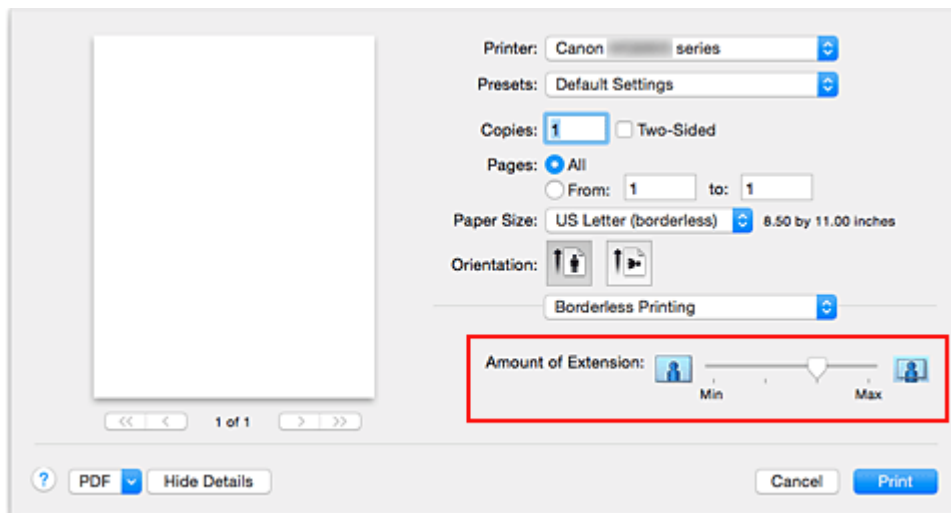 Printer: Canon series
Presets: Default Settings
Copies: 1 Two-Sided
Pages: All
From: 1 to: 1
Paper Size: US Letter (borderless) 8.50 by 11.00 inches
Orientation:
Borderless Printing
Amount of Extension:
Min Max
<< < 1 of 1 > >>
? PDF Hide Details Cancel Print